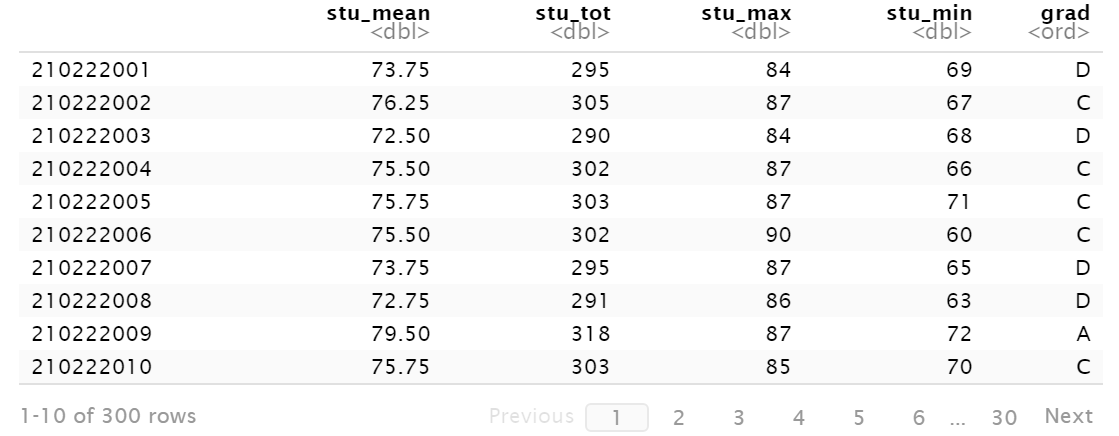 stu_mean stu_tot stu_max stu_min grad
<dbl> <dbl> <dbl> <dbl> <ord>
210222001 73.75 295 84 69 D
210222002 76.25 305 87 67 C
210222003 72.50 290 84 68 D
210222004 75.50 302 87 66 C
210222005 75.75 303 87 71 C
210222006 75.50 302 90 60 C
210222007 73.75 295 87 65 D
210222008 72.75 291 86 63 D
210222009 79.50 318 87 72 A
210222010 75.75 303 85 70 C
1-10 of 300 rows Previous 1 2 3 4 5 6 ... 30 Next